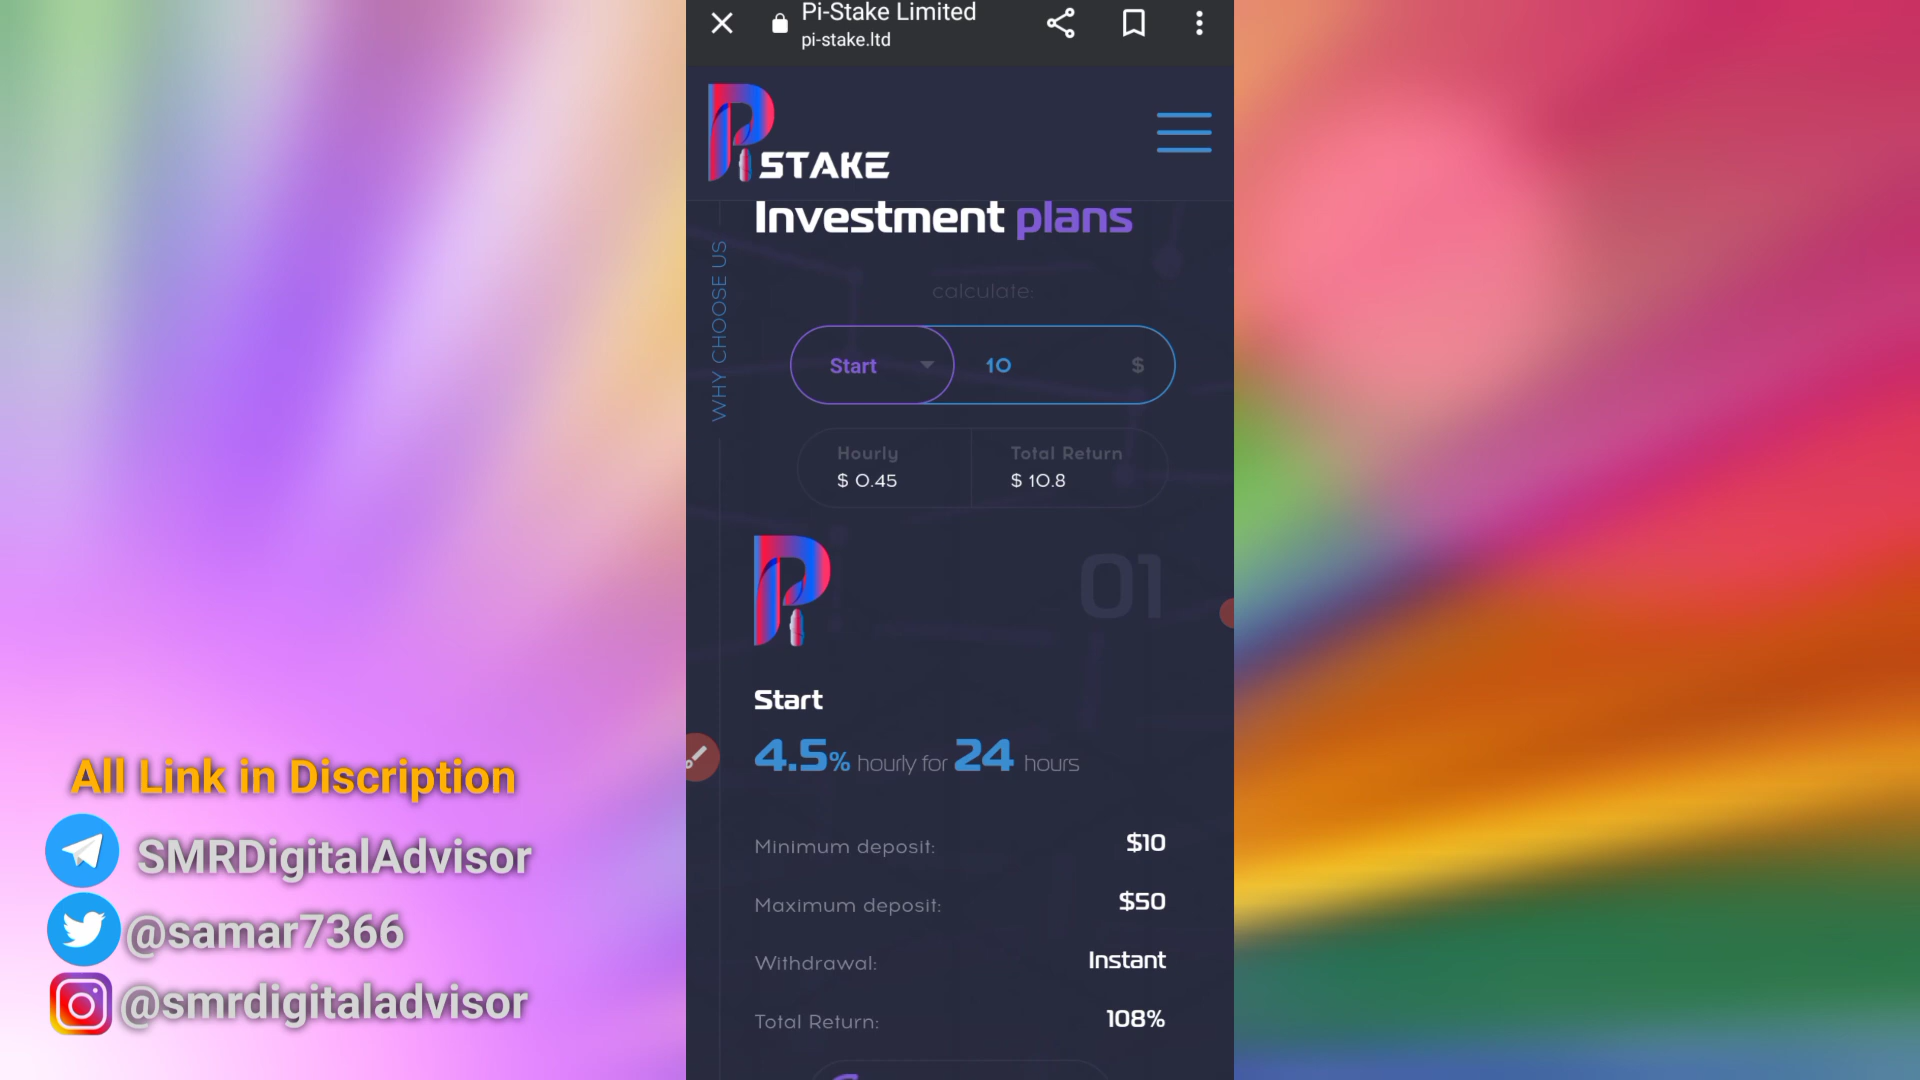 Pi-Stake Limited
pi-stake.ltd
Pi STAKE
Investment plans
WHY CHOOSE US
calculate:
Start 10 $
Hourly Total Return
$ 0.45 $ 10.8
Pi
01
Start
4.5% hourly for 24 hours
Minimum deposit: $10
Maximum deposit: $50
Withdrawal: Instant
Total Return: 108%
All Link in Discription
SMRDigitalAdvisor
@samar7366
@smrdigitaladvisor